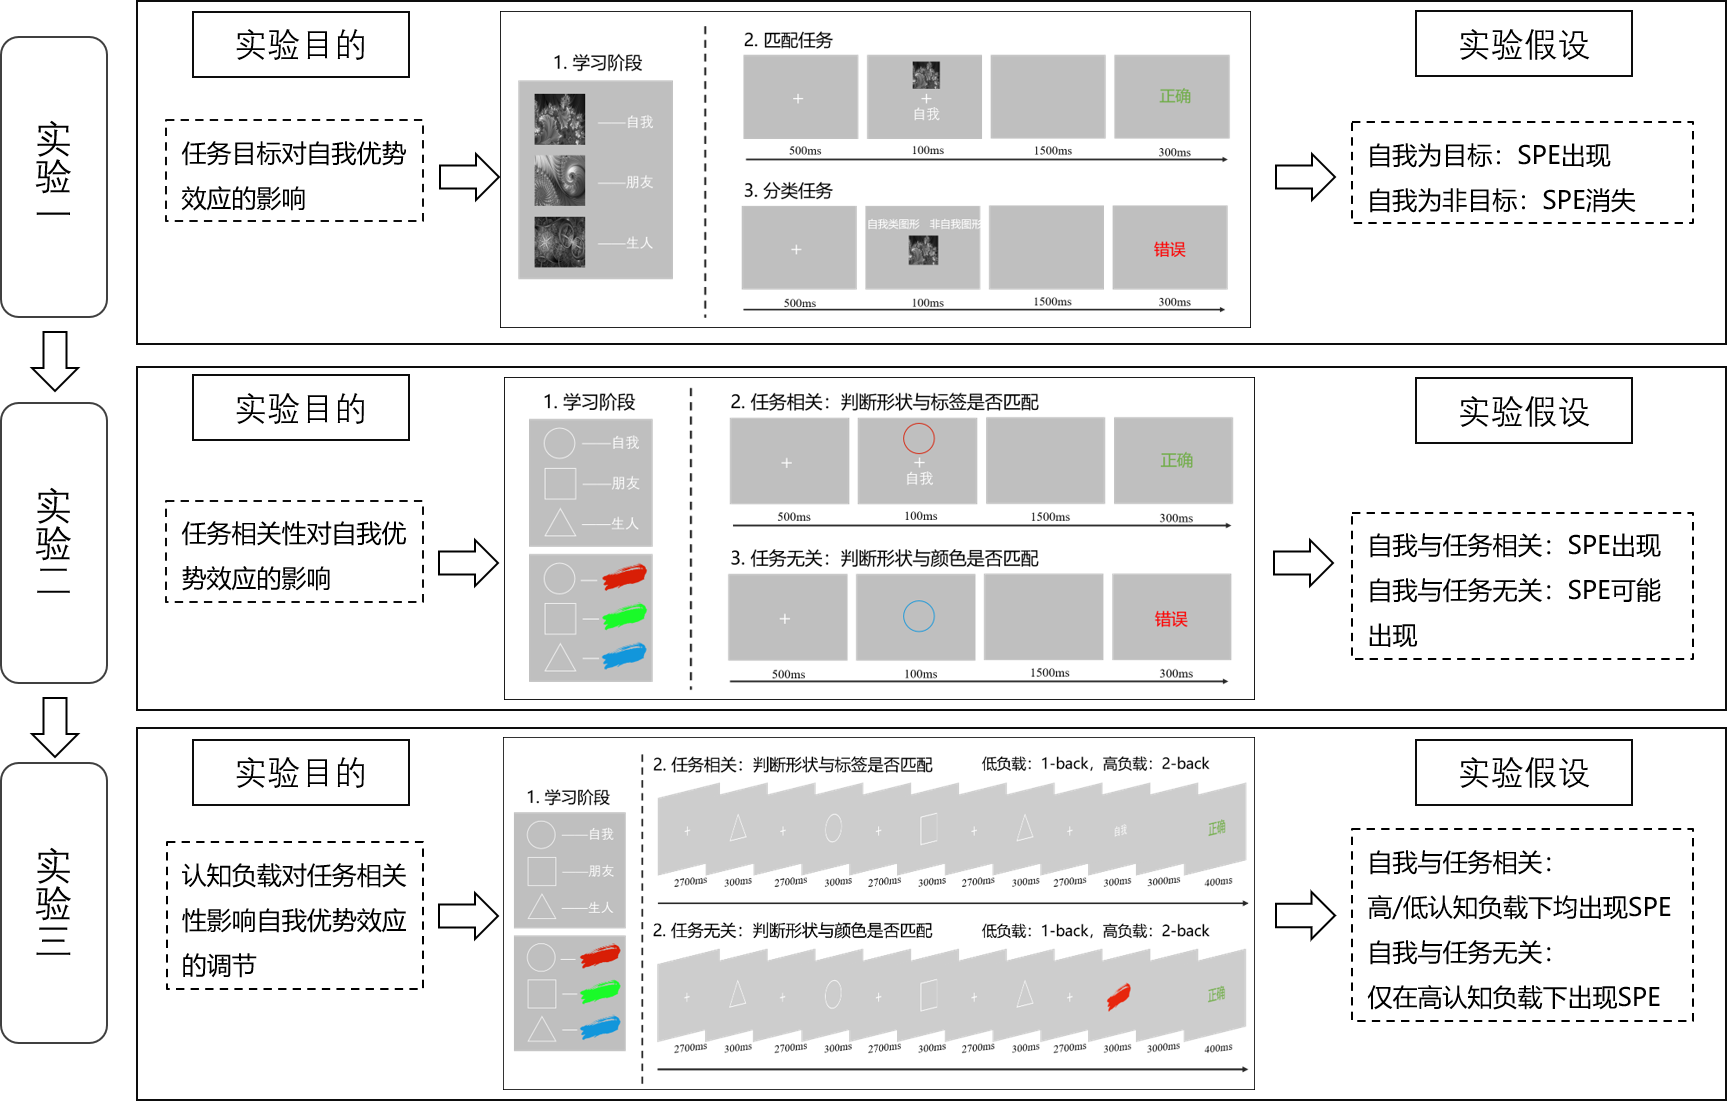 实验一
实验目的
任务目标对自我优势
效应的影响
1. 学习阶段
——自我
——朋友
——生人
2. 匹配任务
自我
正确
500ms
100ms
1500ms
300ms
3. 分类任务
自我类图形 非自我图形
错误
500ms
100ms
1500ms
300ms
实验假设
自我为目标：SPE出现
自我为非目标：SPE消失
实验二
实验目的
任务相关性对自我优
势效应的影响
1. 学习阶段
——自我
——朋友
——生人
2. 任务相关：判断形状与标签是否匹配
自我
正确
500ms
100ms
1500ms
300ms
3. 任务无关：判断形状与颜色是否匹配
错误
500ms
100ms
1500ms
300ms
实验假设
自我与任务相关：SPE出现
自我与任务无关：SPE可能
出现
实验三
实验目的
认知负载对任务相关
性影响自我优势效应
的调节
1. 学习阶段
——自我
——朋友
——生人
2. 任务相关：判断形状与标签是否匹配 低负载：1-back，高负载：2-back
自我
正确
2700ms 300ms 2700ms 300ms 2700ms 300ms 2700ms 300ms 2700ms 300ms 3000ms 400ms
2. 任务无关：判断形状与颜色是否匹配 低负载：1-back，高负载：2-back
正确
2700ms 300ms 2700ms 300ms 2700ms 300ms 2700ms 300ms 2700ms 300ms 3000ms 400ms
实验假设
自我与任务相关：
高/低认知负载下均出现SPE
自我与任务无关：
仅在高认知负载下出现SPE